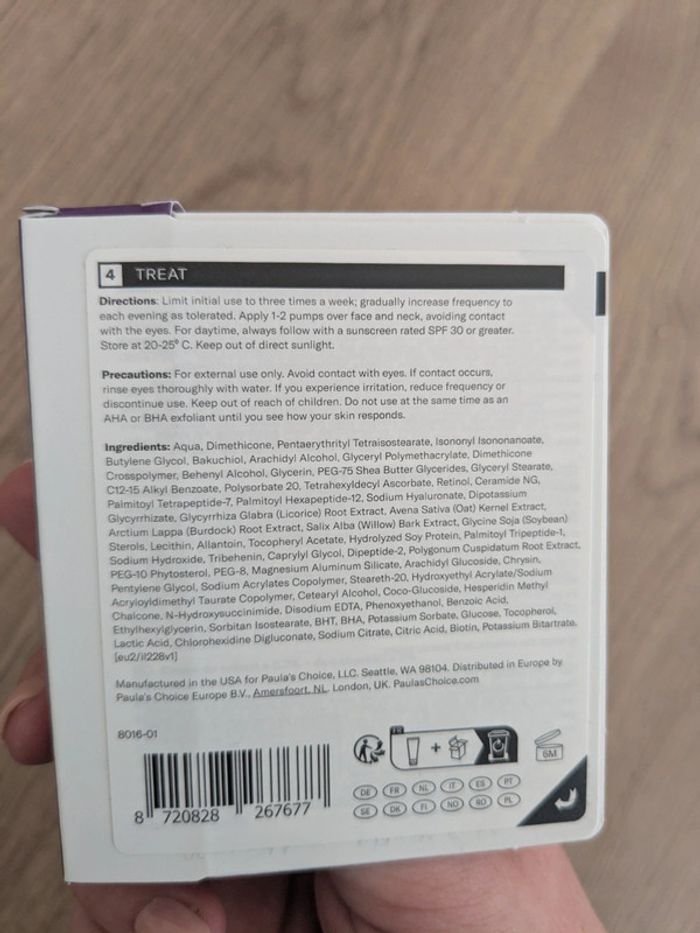 4 TREAT
Directions: Limit initial use to three times a week; gradually increase frequency to
each evening as tolerated. Apply 1-2 pumps over face and neck, avoiding contact
with the eyes. For daytime, always follow with a sunscreen rated SPF 30 or greater.
Store at 20-25° C. Keep out of direct sunlight.
Precautions: For external use only. Avoid contact with eyes. If contact occurs,
rinse eyes thoroughly with water. If you experience irritation, reduce frequency or
discontinue use. Keep out of reach of children. Do not use at the same time as an
AHA or BHA exfoliant until you see how your skin responds.
Ingredients: Aqua, Dimethicone, Pentaerythrityl Tetraisostearate, Isononyl Isononanoate,
Butylene Glycol, Bakuchiol, Arachidyl Alcohol, Glyceryl Polymethacrylate, Dimethicone
Crosspolymer, Behenyl Alcohol, Glycerin, PEG-75 Shea Butter Glycerides, Glyceryl Stearate,
C12-15 Alkyl Benzoate, Polysorbate 20, Tetrahexyldecyl Ascorbate, Retinol, Ceramide NG,
Palmitoyl Tetrapeptide-7, Palmitoyl Hexapeptide-12, Sodium Hyaluronate, Dipotassium
Glycyrrhizate, Glycyrrhiza Glabra (Licorice) Root Extract, Avena Sativa (Oat) Kernel Extract,
Arctium Lappa (Burdock) Root Extract, Salix Alba (Willow) Bark Extract, Glycine Soja (Soybean)
Sterols, Lecithin, Allantoin, Tocopheryl Acetate, Hydrolyzed Soy Protein, Palmitoyl Tripeptide-1,
Sodium Hydroxide, Tribehenin, Caprylyl Glycol, Dipeptide-2, Polygonum Cuspidatum Root Extract,
PEG-10 Phytosterol, PEG-8, Magnesium Aluminum Silicate, Arachidyl Glucoside, Chrysin,
Pentylene Glycol, Sodium Acrylates Copolymer, Steareth-20, Hydroxyethyl Acrylate/Sodium
Acryloyldimethyl Taurate Copolymer, Cetearyl Alcohol, Coco-Glucoside, Hesperidin Methyl
Chalcone, N-Hydroxysuccinimide, Disodium EDTA, Phenoxyethanol, Benzoic Acid,
Ethylhexylglycerin, Sorbitan Isostearate, BHT, BHA, Potassium Sorbate, Glucose, Tocopherol,
Lactic Acid, Chlorohexidine Digluconate, Sodium Citrate, Citric Acid, Biotin, Potassium Bitartrate.
[eu2/il228v1]
Manufactured in the USA for Paula's Choice, LLC. Seattle, WA 98104. Distributed in Europe by
Paula's Choice Europe B.V., Amersfoort, NL. London, UK. PaulasChoice.com
8016-01
FR + 6M
8 720828 267677
DE FR NL IT ES PT
SE DK FI NO RO PL